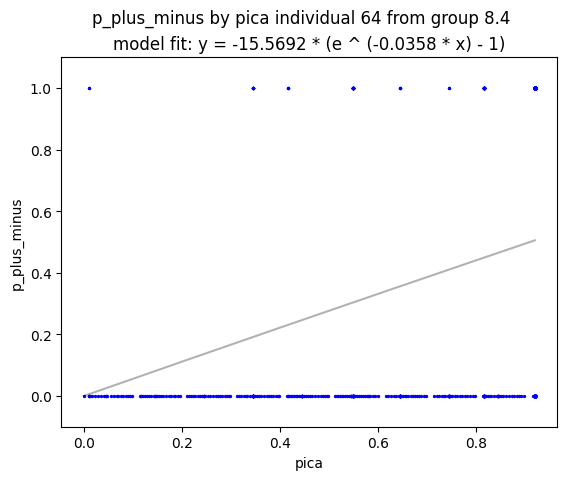 p_plus_minus by pica individual 64 from group 8.4
model fit: y = -15.5692 * (e ^ (-0.0358 * x) - 1)
1.0
0.8
0.6
0.4
0.2
0.0
p_plus_minus
0.0 0.2 0.4 0.6 0.8
pica